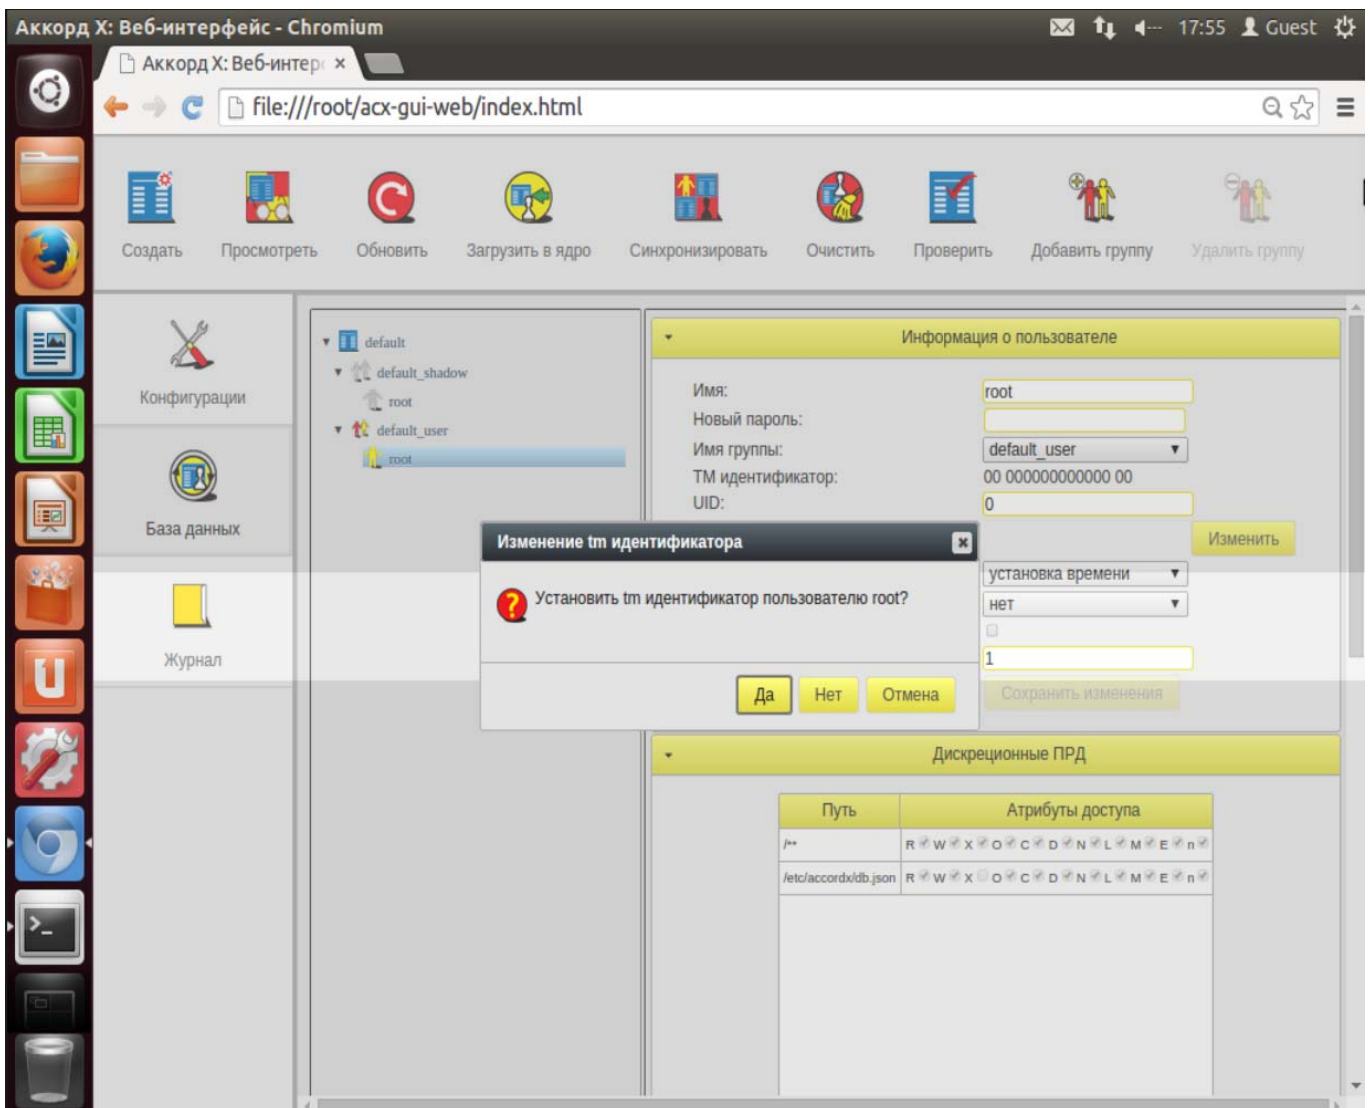 Аккорд X: Веб-интерфейс - Chromium
17:55 Guest
Аккорд X: Веб-интер
file:///root/acx-gui-web/index.html
Создать Просмотреть Обновить Загрузить в ядро Синхронизировать Очистить Проверить Добавить группу Удалить группу
Конфигурации
База данных
Журнал
default
default_shadow
root
default_user
root
Информация о пользователе
Имя: root
Новый пароль:
Имя группы: default_user
ТМ идентификатор: 00 000000000000 00
UID: 0
Изменить
установка времени
нет
1
Сохранить изменения
Изменение tm идентификатора
Установить tm идентификатор пользователю root?
Да Нет Отмена
Дискреционные ПРД
Путь Атрибуты доступа
/** R W X O C D N L M E n
/etc/accordx/db.json R W X O C D N L M E n